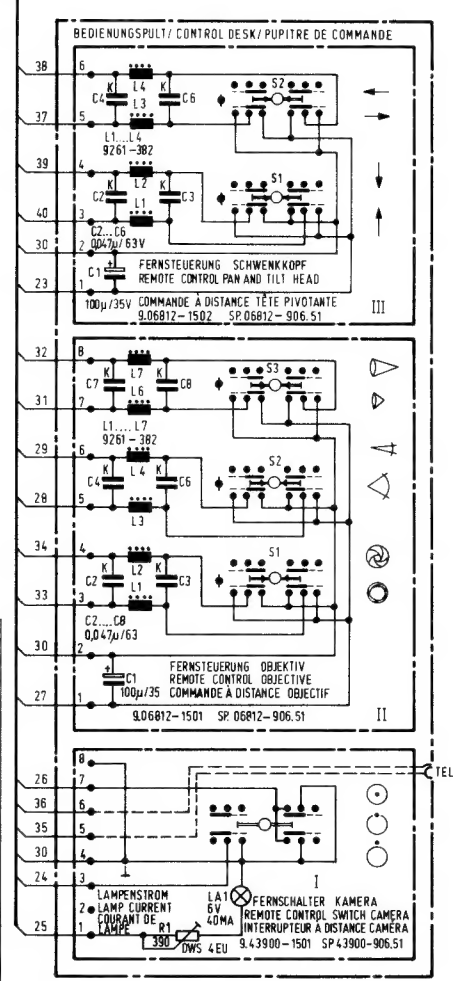 BEDIENUNGSPULT/ CONTROL DESK/ PUPITRE DE COMMANDE
38 6
K L4 S2
C4 C6
L3
37 5
L1....L4
9261-382
39 4
K L2 S1
C2 C3
L1
40 3
C2...C6
0,047µ/63V
30 2
+
C1 FERNSTEUERUNG SCHWENKKOPF
REMOTE CONTROL PAN AND TILT HEAD
23 1
100µ/35V COMMANDE À DISTANCE TÊTE PIVOTANTE
9.06812-1502 SP. 06812-906.51 III
32 8
K L7 K S3
C7 C8
L6
31 7
L1.... L7
9261-382
29 6
K L4 K S2
C4 C6
28 5
L3
34 4
K L2 K S1
C2 C3
L1
33 3
C2....C8
0,047µ/63
30 2
+ FERNSTEUERUNG OBJEKTIV
C1 REMOTE CONTROL OBJECTIVE
100µ/35 COMMANDE À DISTANCE OBJECTIF
27 1
9.06812-1501 SP. 06812-906.51 II
8
TEL
26 7
36 6
35 5
30 4
24 3 I
LAMPENSTROM LA1 FERNSCHALTER KAMERA
2 LAMP CURRENT 6V REMOTE CONTROL SWITCH CAMERA
COURANT DE 40MA INTERRUPTEUR À DISTANCE CAMÉRA
25 1 LAMPE R1 9.43900-1501 SP 43900-906.51
390 DWS 4EU